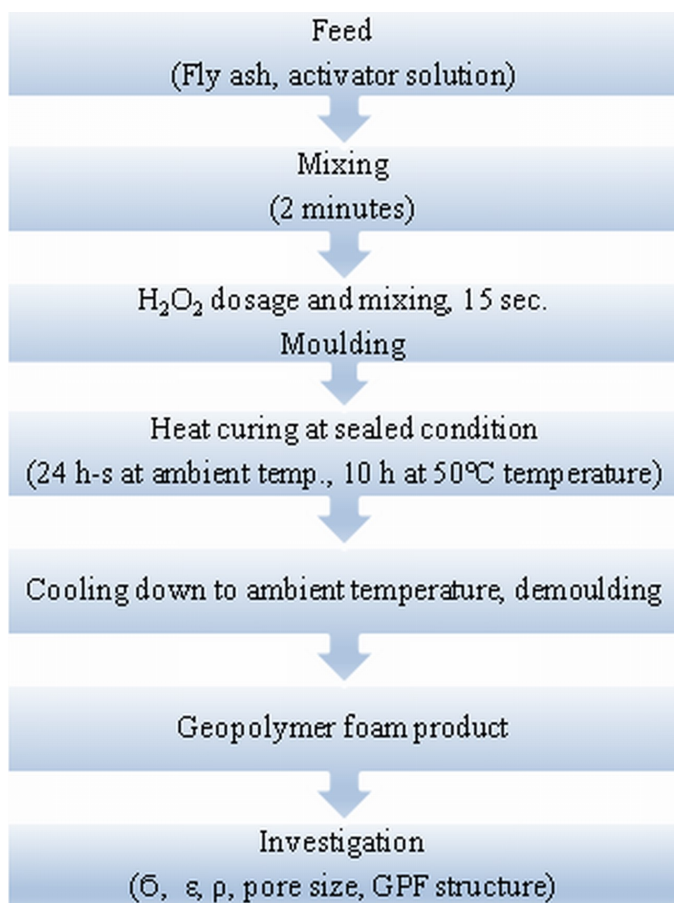 Feed
(Fly ash, activator solution)
Mixing
(2 minutes)
H₂O₂ dosage and mixing, 15 sec.
Moulding
Heat curing at sealed condition
(24 h-s at ambient temp., 10 h at 50°C temperature)
Cooling down to ambient temperature, demoulding
Geopolymer foam product
Investigation
(б, ε, ρ, pore size, GPF structure)